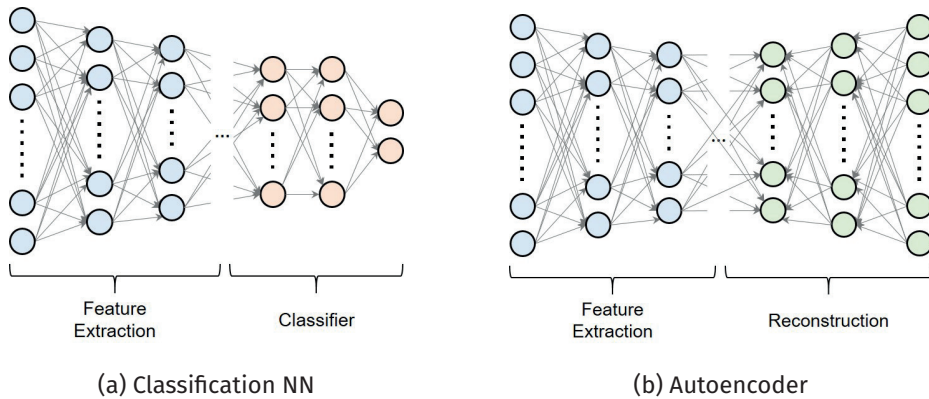 ...
...
Feature
Extraction
Classifier
Feature
Extraction
Reconstruction
(a) Classification NN
(b) Autoencoder